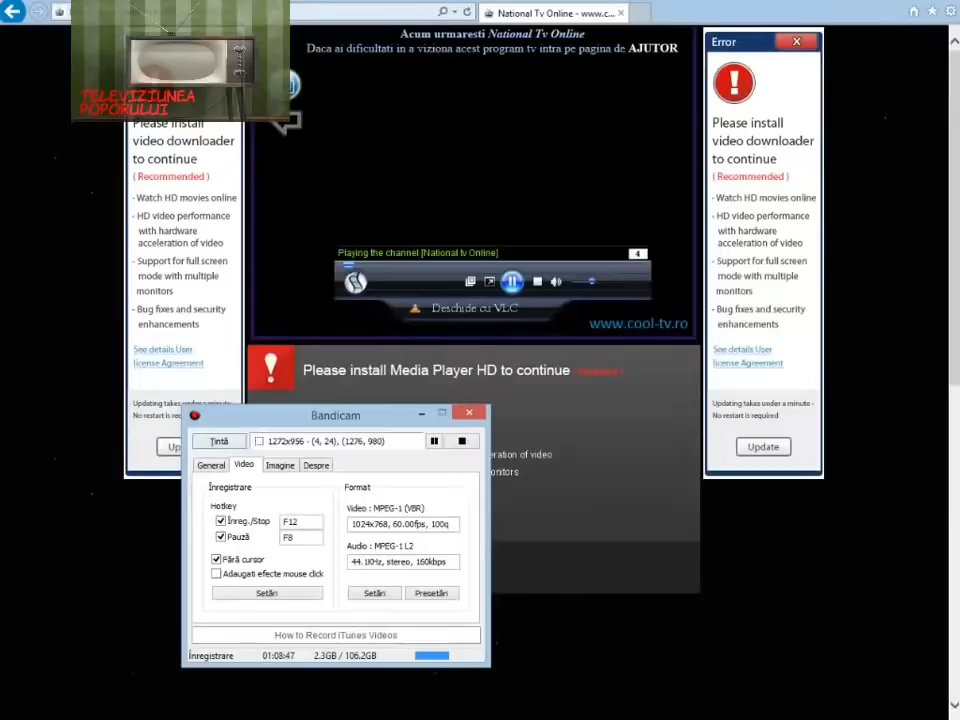 National Tv Online - www.c...
TELEVIZIUNEA
POPORULUI
Acum urmaresti National Tv Online
Daca ai dificultati in a viziona acest program tv intra pe pagina de AJUTOR
Playing the channel [National tv Online]
4
Deschide cu VLC
www.cool-tv.ro
Please install
video downloader
to continue
( Recommended )
- Watch HD movies online
- HD video performance
with hardware
acceleration of video
- Support for full screen
mode with multiple
monitors
- Bug fixes and security
enhancements
See details User
license Agreement
Updating takes under a minute -
No restart is
Up
Error
Please install
video downloader
to continue
( Recommended )
- Watch HD movies online
- HD video performance
with hardware
acceleration of video
- Support for full screen
mode with multiple
monitors
- Bug fixes and security
enhancements
See details User
license Agreement
Updating takes under a minute -
No restart is required
Update
Please install Media Player HD to continue
eration of video
onitors
Bandicam
Țintă
1272x956 - (4, 24), (1276, 980)
General
Video
Imagine
Despre
Înregistrare
Hotkey
Înreg./Stop
F12
Pauză
F8
Fără cursor
Adaugati efecte mouse click
Setări
Format
Video : MPEG-1 (VBR)
1024x768, 60.00fps, 100q
Audio : MPEG-1 L2
44.1KHz, stereo, 160kbps
Setări
Presetări
How to Record iTunes Videos
Înregistrare
01:08:47
2.3GB / 106.2GB